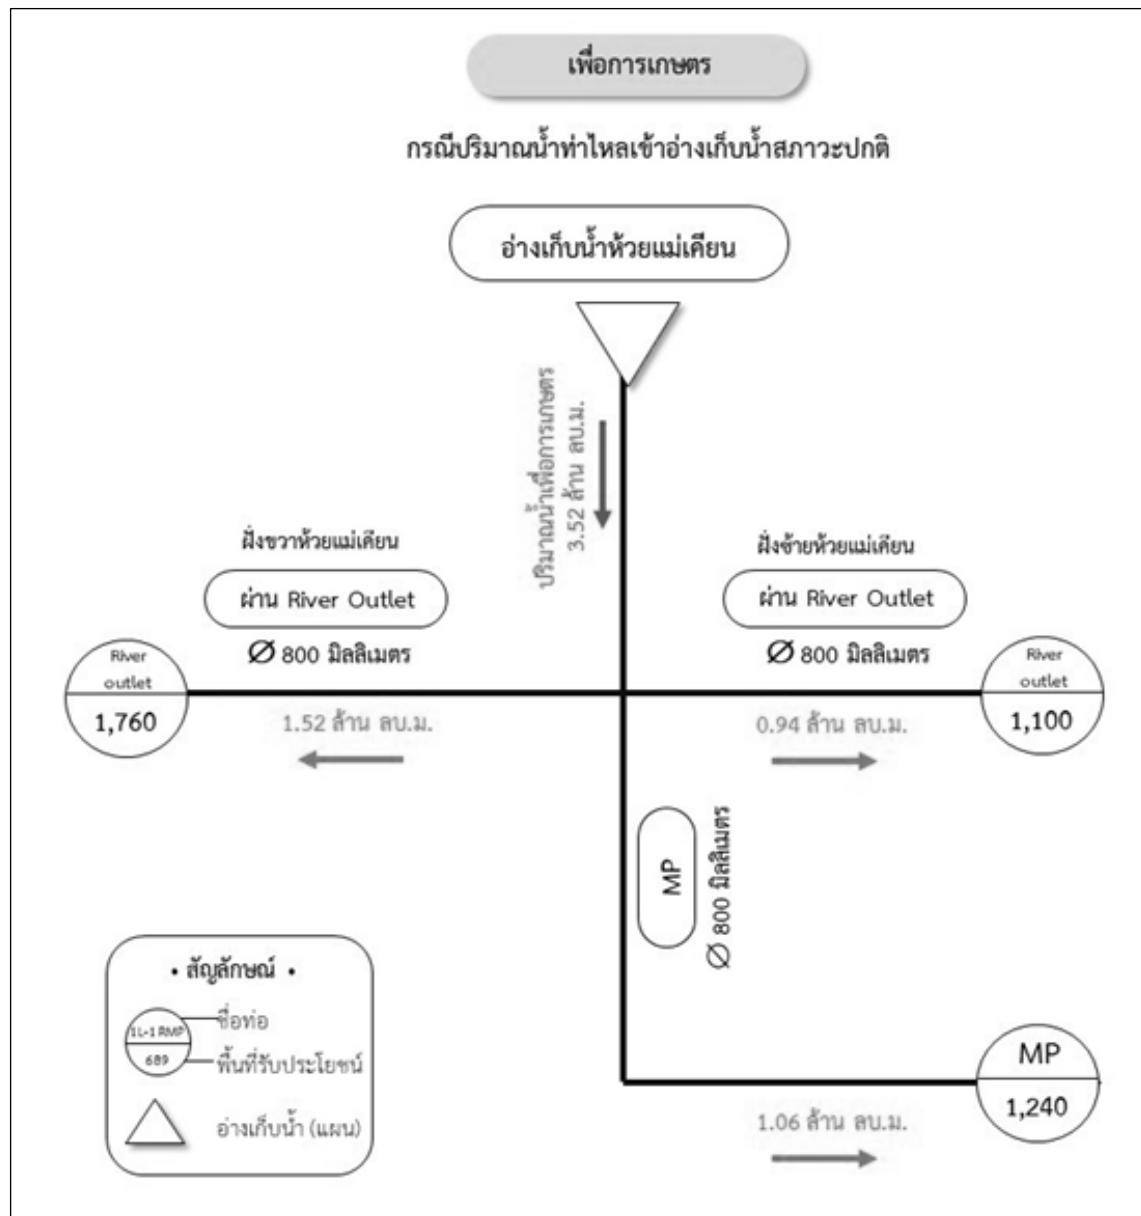 เพื่อการเกษตร
กรณีปริมาณน้ำท่าไหลเข้าอ่างเก็บน้ำสภาวะปกติ
อ่างเก็บน้ำห้วยแม่เคียน
ปริมาณน้ำเพื่อการเกษตร
3.52 ล้าน ลบ.ม.
ฝั่งขวาห้วยแม่เคียน
ผ่าน River Outlet
Ø 800 มิลลิเมตร
River
outlet
1,760
1.52 ล้าน ลบ.ม.
ฝั่งซ้ายห้วยแม่เคียน
ผ่าน River Outlet
Ø 800 มิลลิเมตร
River
outlet
1,100
0.94 ล้าน ลบ.ม.
MP
Ø 800 มิลลิเมตร
MP
1,240
1.06 ล้าน ลบ.ม.
• สัญลักษณ์ •
1L-1 RMP
689
ชื่อท่อ
พื้นที่รับประโยชน์
อ่างเก็บน้ำ (แผน)